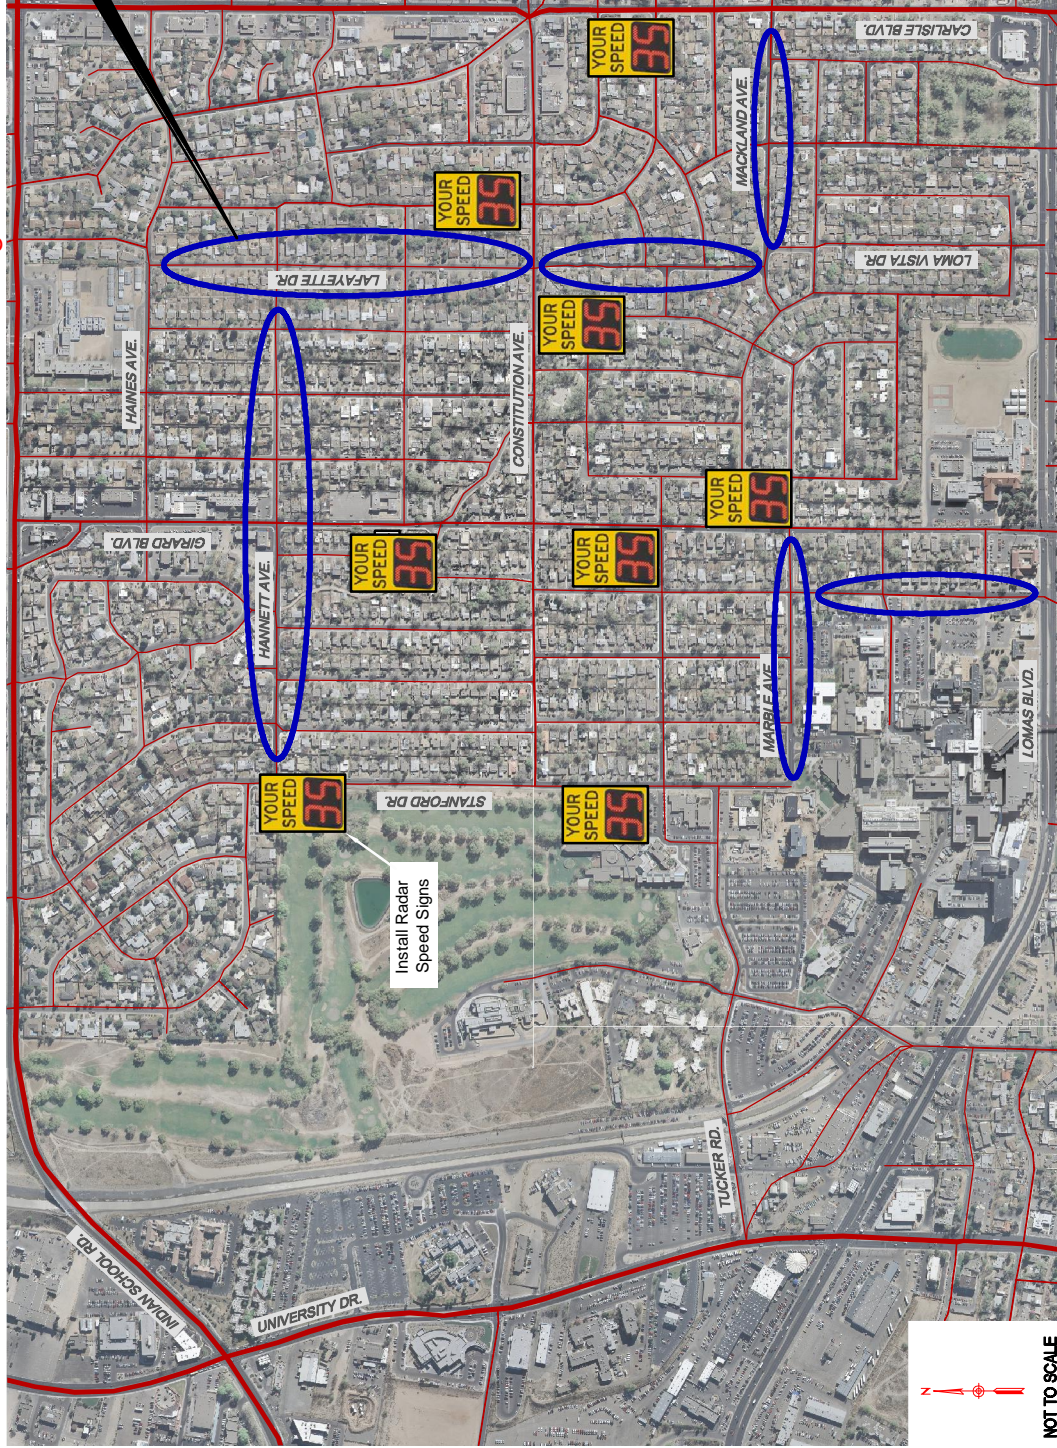 CARLISLE BLVD.
YOUR
SPEED
35
MACKLAND AVE.
YOUR
SPEED
35
LAFAYETTE DR.
LOMA VISTA DR.
HAINES AVE.
YOUR
SPEED
35
CONSTITUTION AVE.
YOUR
SPEED
35
GIRARD BLVD.
YOUR
SPEED
35
YOUR
SPEED
35
HANNETT AVE.
MARBLE AVE
LOMAS BLVD.
YOUR
SPEED
35
STANFORD DR.
YOUR
SPEED
35
Install Radar
Speed Signs
TUCKER RD.
INDIAN SCHOOL RD.
UNIVERSITY DR.
N
NOT TO SCALE